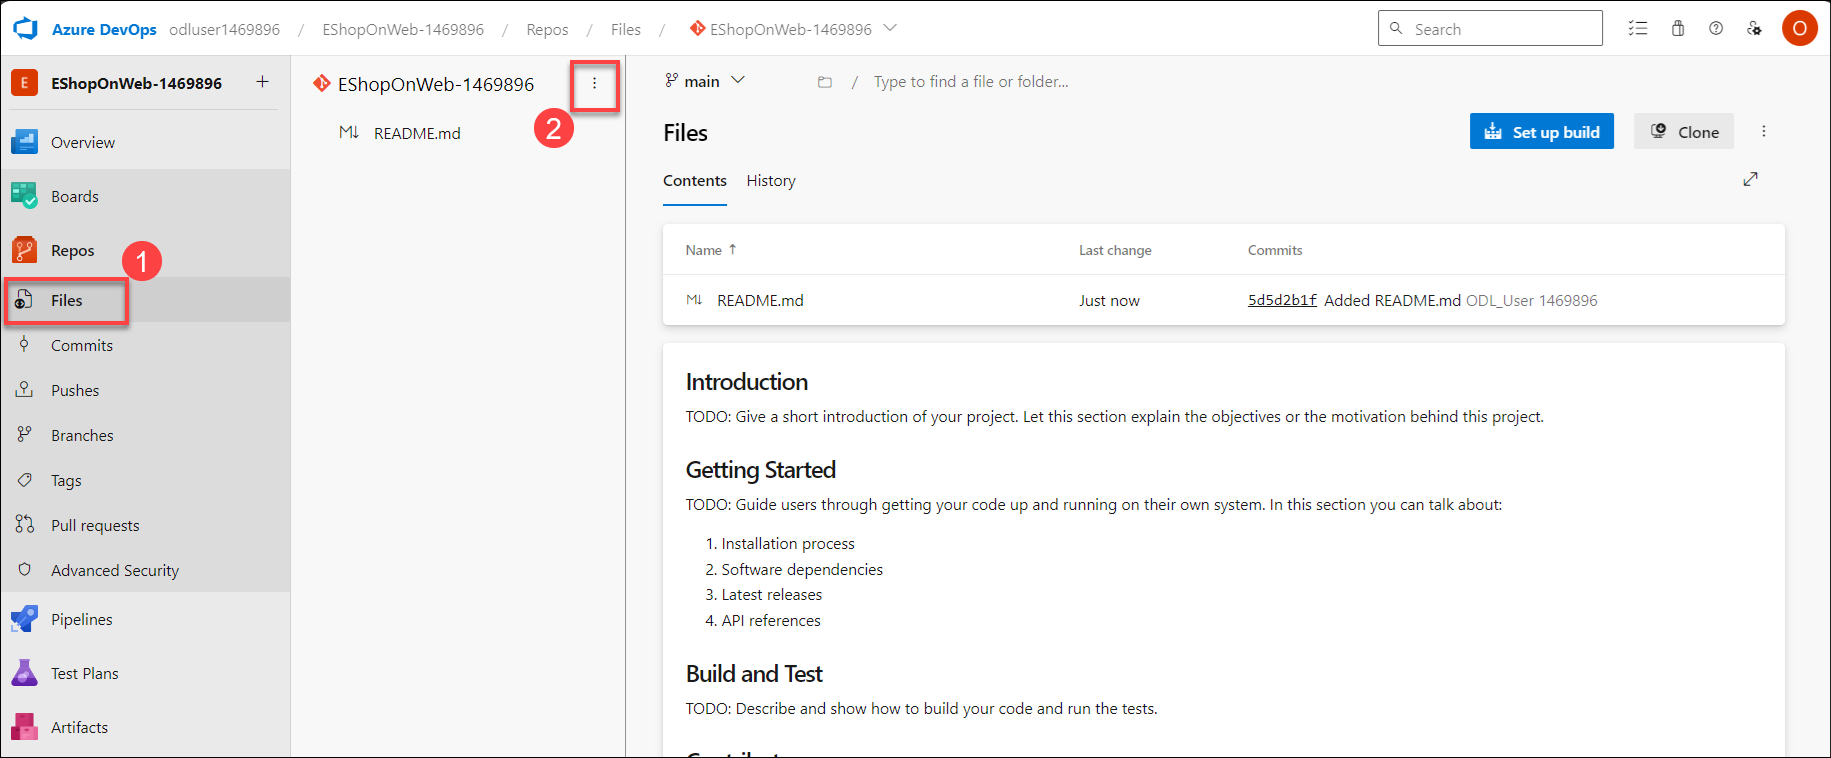 Azure DevOps odluser1469896 / EShopOnWeb-1469896 / Repos / Files / EShopOnWeb-1469896
Search
O
E EShopOnWeb-1469896 +
Overview
Boards
Repos
1
Files
Commits
Pushes
Branches
Tags
Pull requests
Advanced Security
Pipelines
Test Plans
Artifacts
EShopOnWeb-1469896
2
M↓ README.md
main / Type to find a file or folder...
Files
Set up build
Clone
Contents History
Name ↑ Last change Commits
M↓ README.md Just now 5d5d2b1f Added README.md ODL_User 1469896
Introduction
TODO: Give a short introduction of your project. Let this section explain the objectives or the motivation behind this project.
Getting Started
TODO: Guide users through getting your code up and running on their own system. In this section you can talk about:
1. Installation process
2. Software dependencies
3. Latest releases
4. API references
Build and Test
TODO: Describe and show how to build your code and run the tests.